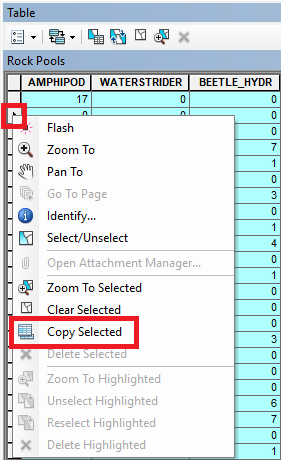 Table
Rock Pools
AMPHIPOD WATERSTRIDER BEETLE_HYDR
17 0 0
0 0 0
Flash 0
Zoom To 7
1
Pan To 0
Go To Page 3
Identify... 0
1
Select/Unselect 4
Open Attachment Manager... 0
0
Zoom To Selected 0
Clear Selected 0
Copy Selected 0
3
Delete Selected 0
Zoom To Highlighted 0
0
Unselect Highlighted 6
Reselect Highlighted 7
0
Delete Highlighted 1